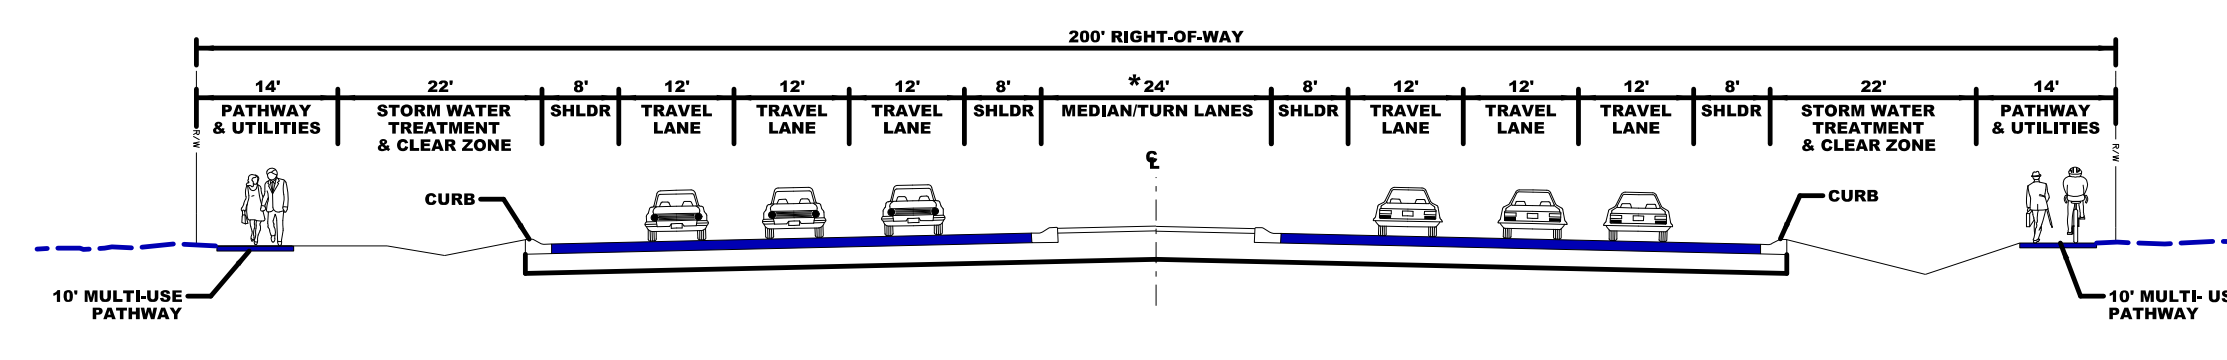 200' RIGHT-OF-WAY
14' 22' 8' 12' 12' 12' 8' *24' 8' 12' 12' 12' 8' 22' 14'
PATHWAY
& UTILITIES
STORM WATER
TREATMENT
& CLEAR ZONE
SHLDR
TRAVEL
LANE
TRAVEL
LANE
TRAVEL
LANE
SHLDR
MEDIAN/TURN LANES
SHLDR
TRAVEL
LANE
TRAVEL
LANE
TRAVEL
LANE
SHLDR
STORM WATER
TREATMENT
& CLEAR ZONE
PATHWAY
& UTILITIES
R/W
R/W
℄
CURB
CURB
10' MULTI-USE
PATHWAY
10' MULTI- US
PATHWAY